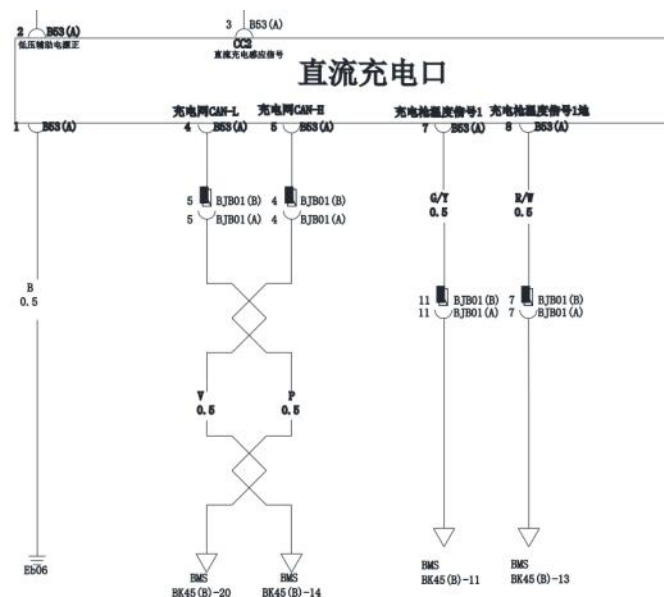 2 B53(A)
低压辅助电源正
3 B53(A)
CC2
直流充电感应信号
直流充电口
充电网CAN-L
充电网CAN-H
充电枪温度信号1
充电枪温度信号1地
1 B53(A)
4 B53(A)
5 B53(A)
7 B53(A)
8 B53(A)
5 BJB01(B)
5 BJB01(A)
4 BJB01(B)
4 BJB01(A)
G/Y
0.5
R/W
0.5
B
0.5
11 BJB01(B)
11 BJB01(A)
7 BJB01(B)
7 BJB01(A)
V
0.5
P
0.5
Eb06
BMS
BK45(B)-20
BMS
BK45(B)-14
BMS
BK45(B)-11
BMS
BK45(B)-13